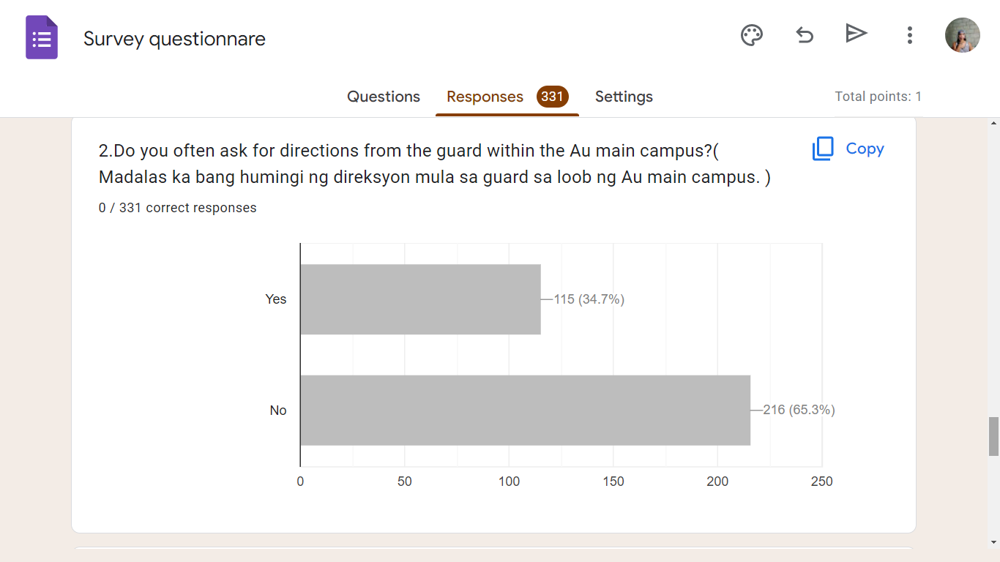 Survey questionnare
Questions
Responses 331
Settings
Total points: 1
2.Do you often ask for directions from the guard within the Au main campus?(
Madalas ka bang humingi ng direksyon mula sa guard sa loob ng Au main campus. )
Copy
0 / 331 correct responses
Yes
115 (34.7%)
No
216 (65.3%)
0 50 100 150 200 250